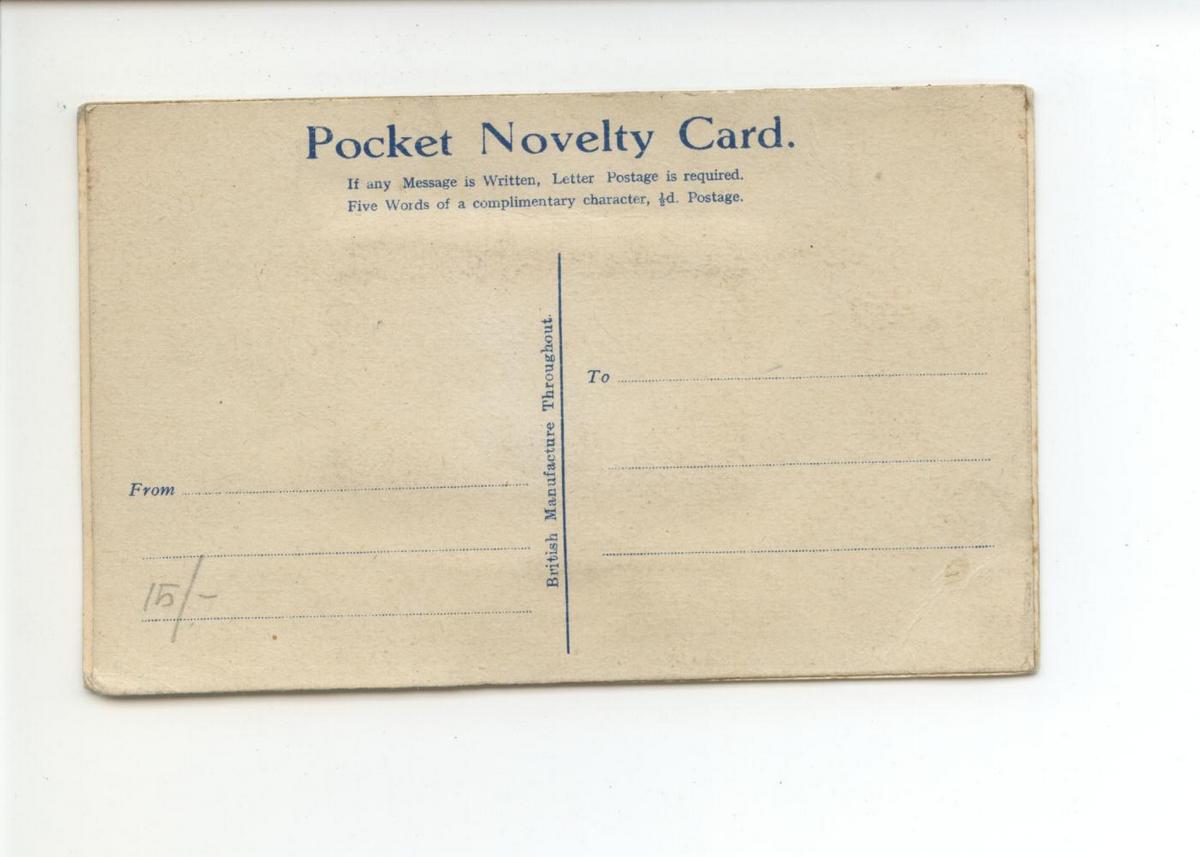 Pocket Novelty Card.
If any Message is Written, Letter Postage is required.
Five Words of a complimentary character, ½d. Postage.
British Manufacture Throughout.
To
From
15/-